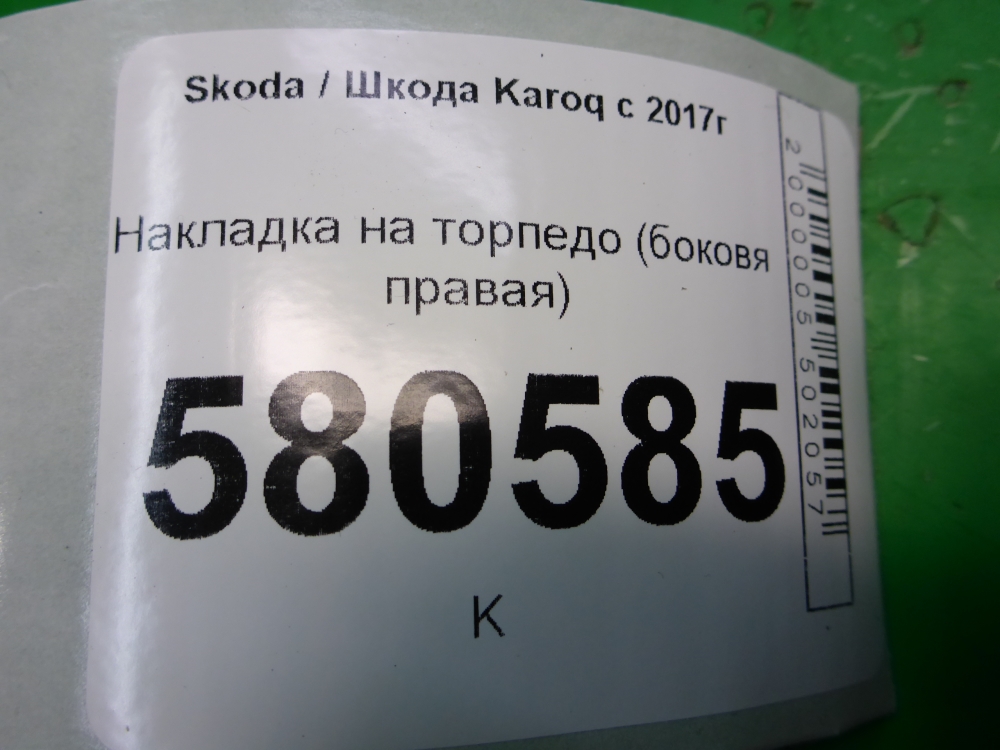 Skoda / Шкода Karoq с 2017г
Накладка на торпедо (боковя
правая)
580585
К
2000005502057